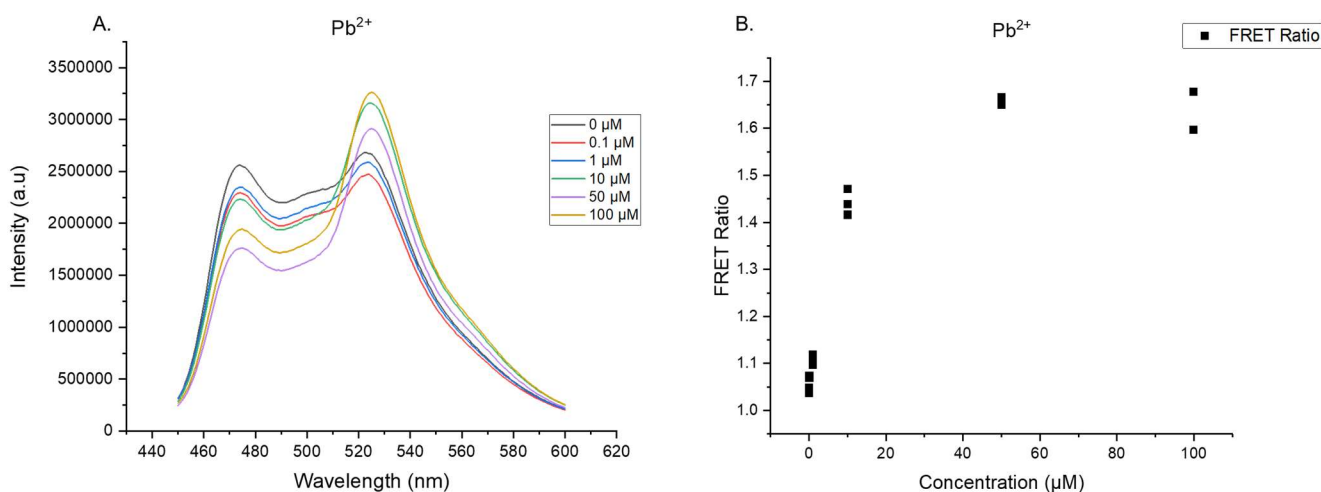 A.
Pb²⁺
3500000
3000000
2500000
2000000
1500000
1000000
500000
0
Intensity (a.u)
440 460 480 500 520 540 560 580 600 620
Wavelength (nm)
0 µM
0.1 µM
1 µM
10 µM
50 µM
100 µM
B.
Pb²⁺
FRET Ratio
1.7
1.6
1.5
1.4
1.3
1.2
1.1
1.0
FRET Ratio
0 20 40 60 80 100
Concentration (µM)